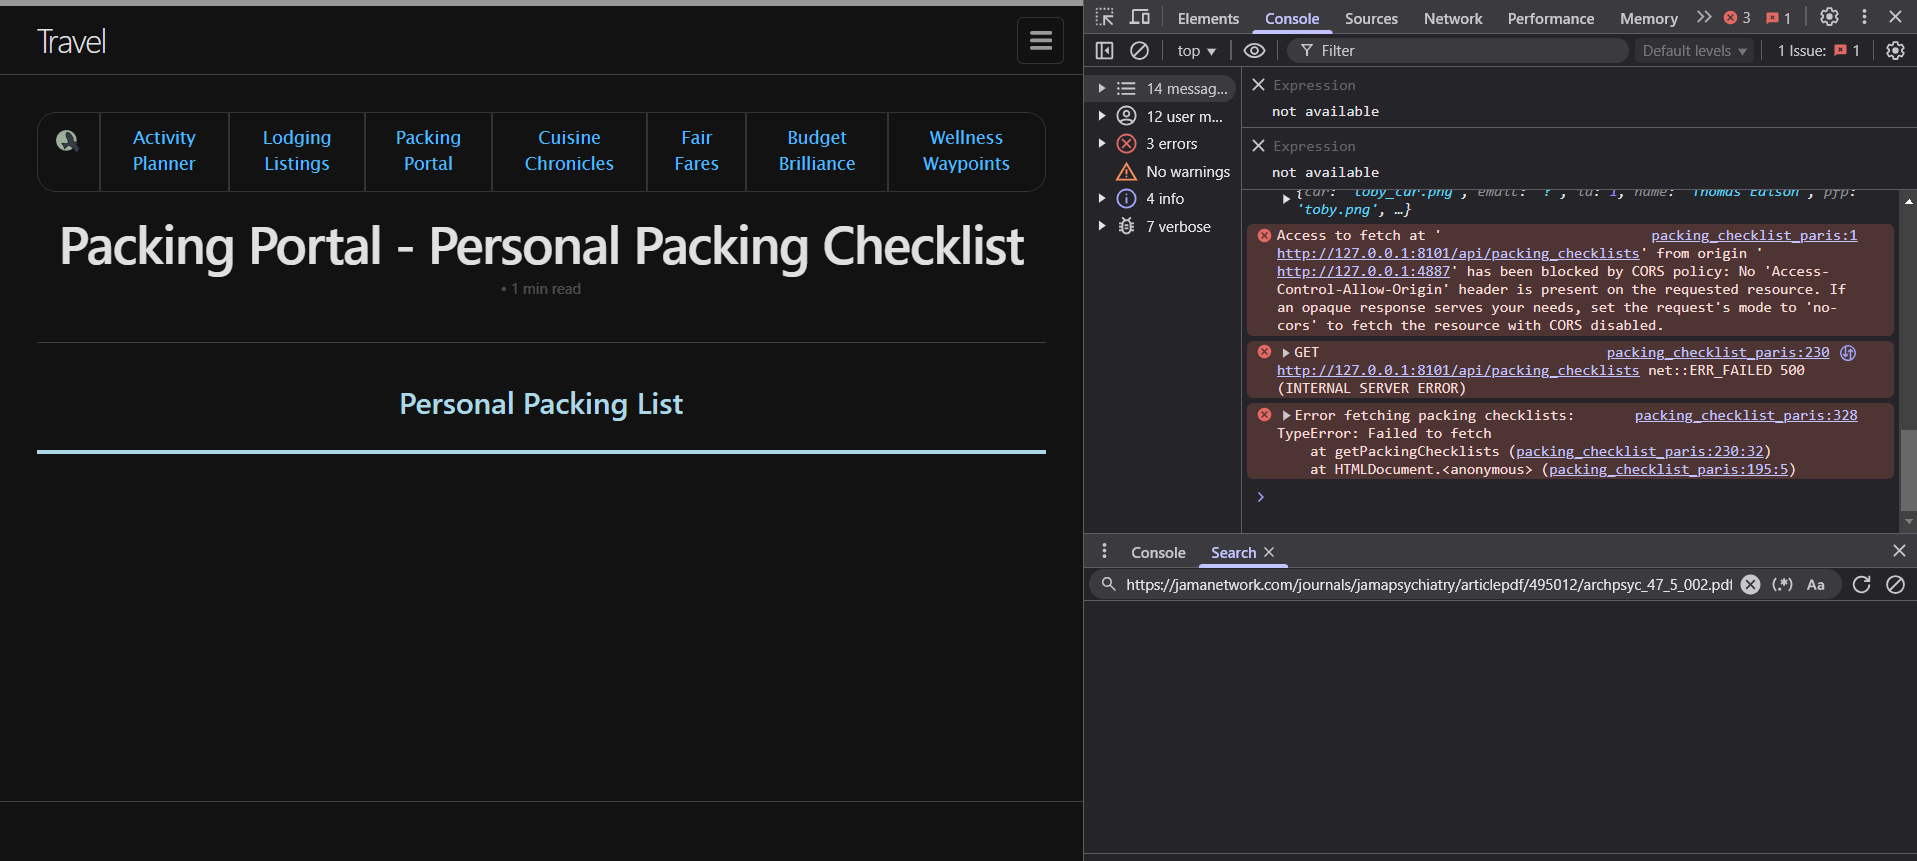 Travel
Activity Planner
Lodging Listings
Packing Portal
Cuisine Chronicles
Fair Fares
Budget Brilliance
Wellness Waypoints
Packing Portal - Personal Packing Checklist
• 1 min read
Personal Packing List
Elements Console Sources Network Performance Memory 3 1
top Filter Default levels 1 Issue: 1
14 messag...
12 user m...
3 errors
No warnings
4 info
7 verbose
Expression
not available
Expression
not available
{car: 'toby_car.png', email: '?', id: 1, name: 'Thomas Edison', pfp:
'toby.png', …}
Access to fetch at ' packing_checklist_paris:1
http://127.0.0.1:8101/api/packing_checklists' from origin '
http://127.0.0.1:4887' has been blocked by CORS policy: No 'Access-
Control-Allow-Origin' header is present on the requested resource. If
an opaque response serves your needs, set the request's mode to 'no-
cors' to fetch the resource with CORS disabled.
GET packing_checklist_paris:230
http://127.0.0.1:8101/api/packing_checklists net::ERR_FAILED 500
(INTERNAL SERVER ERROR)
Error fetching packing checklists: packing_checklist_paris:328
TypeError: Failed to fetch
at getPackingChecklists (packing_checklist_paris:230:32)
at HTMLDocument.<anonymous> (packing_checklist_paris:195:5)
Console Search
https://jamanetwork.com/journals/jamapsychiatry/articlepdf/495012/archpsyc_47_5_002.pdf (.*) Aa